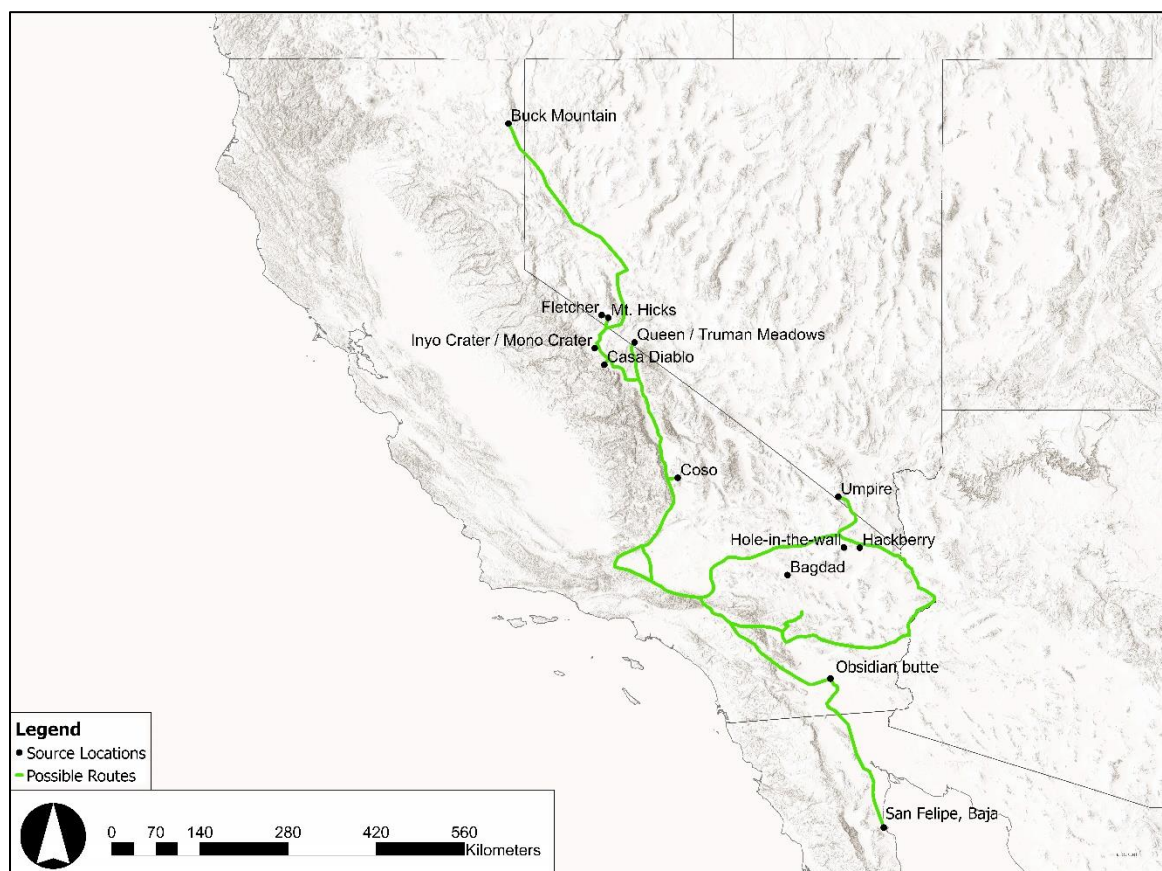 Buck Mountain
Fletcher
Mt. Hicks
Queen / Truman Meadows
Inyo Crater / Mono Crater
Casa Diablo
Coso
Umpire
Hole-in-the-wall
Hackberry
Bagdad
Obsidian butte
San Felipe, Baja
Legend
Source Locations
Possible Routes
0 70 140 280 420 560
Kilometers